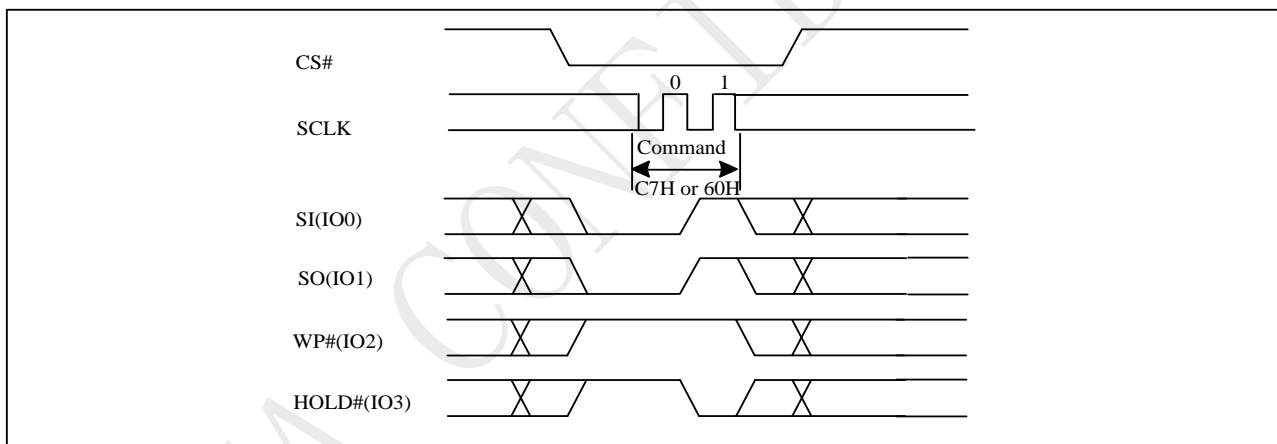 CS#
0 1
SCLK
Command
C7H or 60H
SI(IO0)
SO(IO1)
WP#(IO2)
HOLD#(IO3)